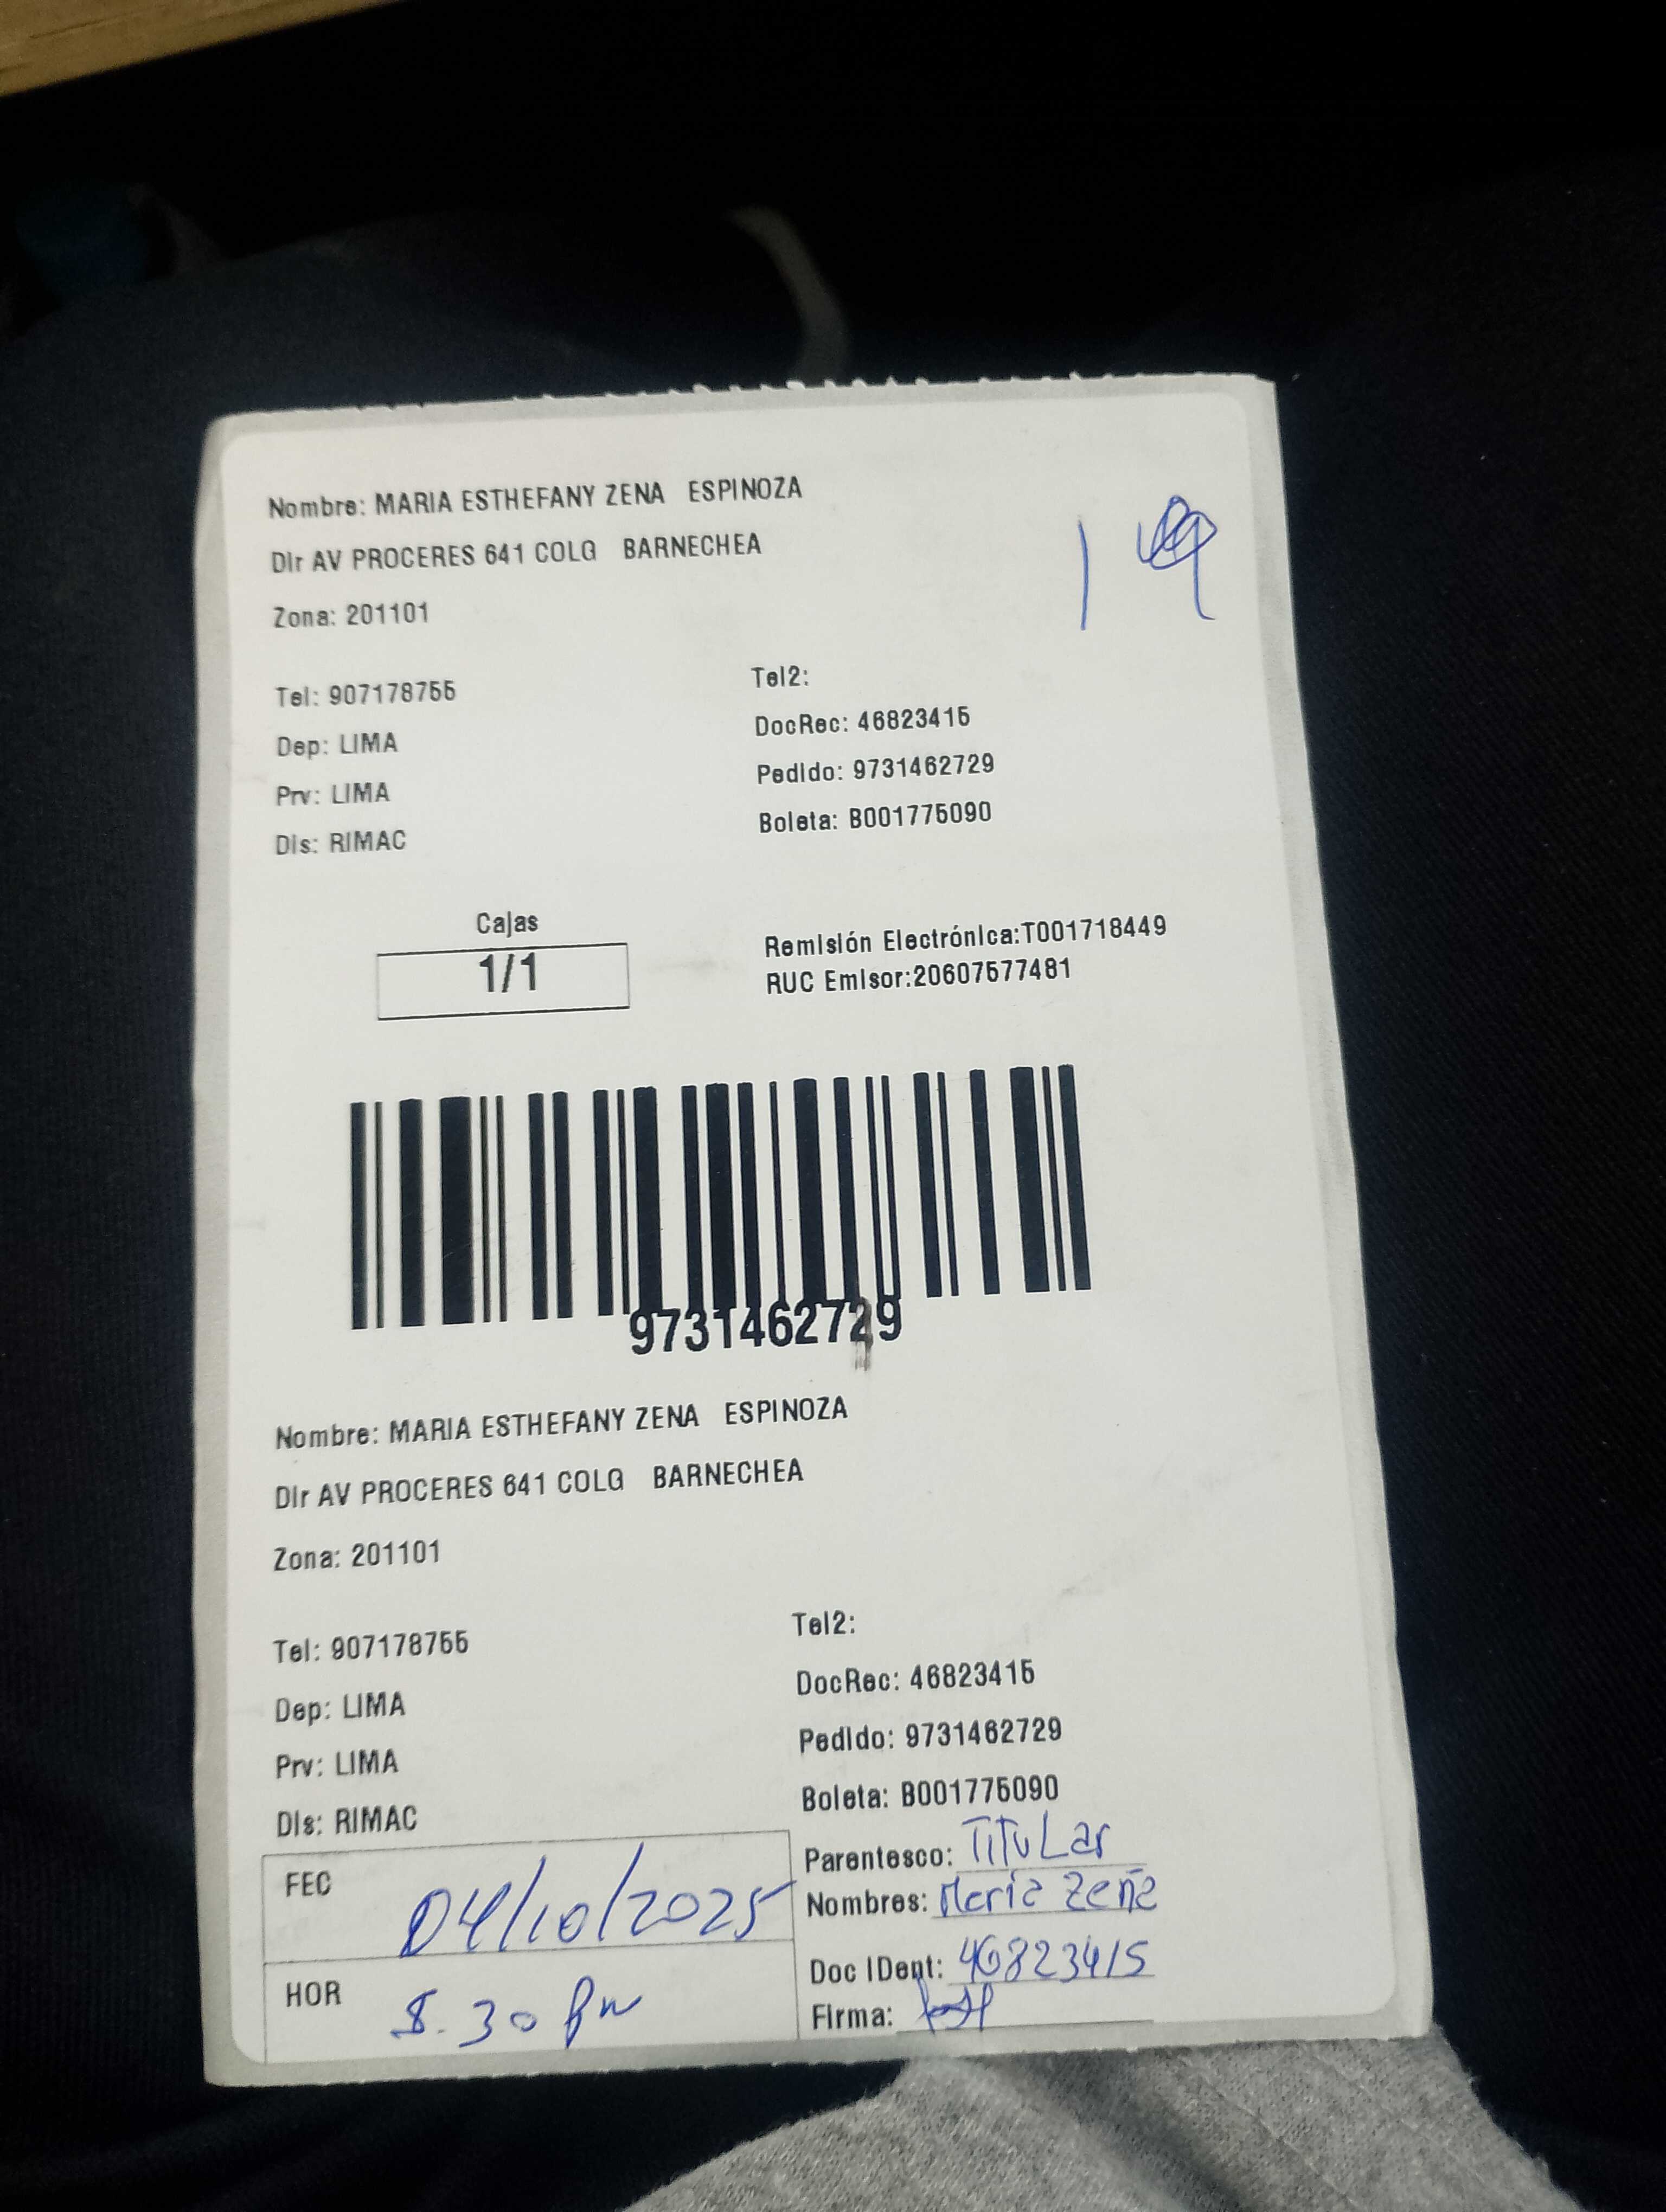 Nombre: MARIA ESTHEFANY ZENA ESPINOZA
Dir AV PROCERES 641 COLG BARNECHEA
Zona: 201101
Tel: 907178755
Tel2:
Dep: LIMA
DocRec: 46823415
Prv: LIMA
Pedido: 9731462729
Dis: RIMAC
Boleta: B001775090
Cajas
1/1
Remisión Electrónica:T001718449
RUC Emisor:20607577481
9731462729
Nombre: MARIA ESTHEFANY ZENA ESPINOZA
Dir AV PROCERES 641 COLG BARNECHEA
Zona: 201101
Tel: 907178755
Tel2:
Dep: LIMA
DocRec: 46823415
Prv: LIMA
Pedido: 9731462729
Dis: RIMAC
Boleta: B001775090
FEC 04/10/2025
HOR 8.30 pm
Parentesco: Titular
Nombres: Maria Zeña
Doc IDent: 46823415
Firma: